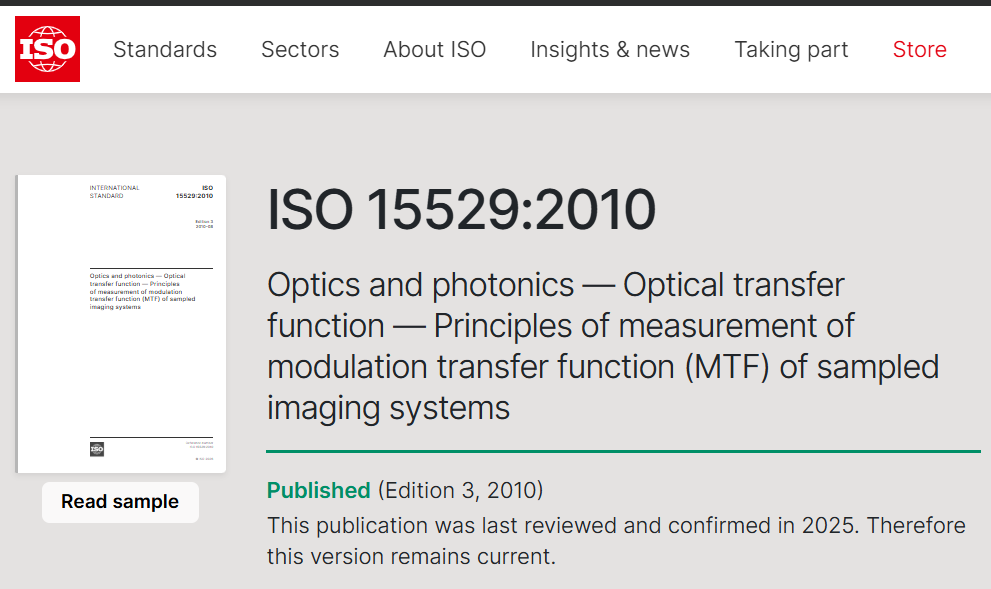 ISO
Standards
Sectors
About ISO
Insights & news
Taking part
Store
INTERNATIONAL
STANDARD
ISO
15529:2010
Edition 3
2010-08
Optics and photonics — Optical
transfer function — Principles
of measurement of modulation
transfer function (MTF) of sampled
imaging systems
ISO
Read sample
ISO 15529:2010
Optics and photonics — Optical transfer
function — Principles of measurement of
modulation transfer function (MTF) of sampled
imaging systems
Published (Edition 3, 2010)
This publication was last reviewed and confirmed in 2025. Therefore
this version remains current.